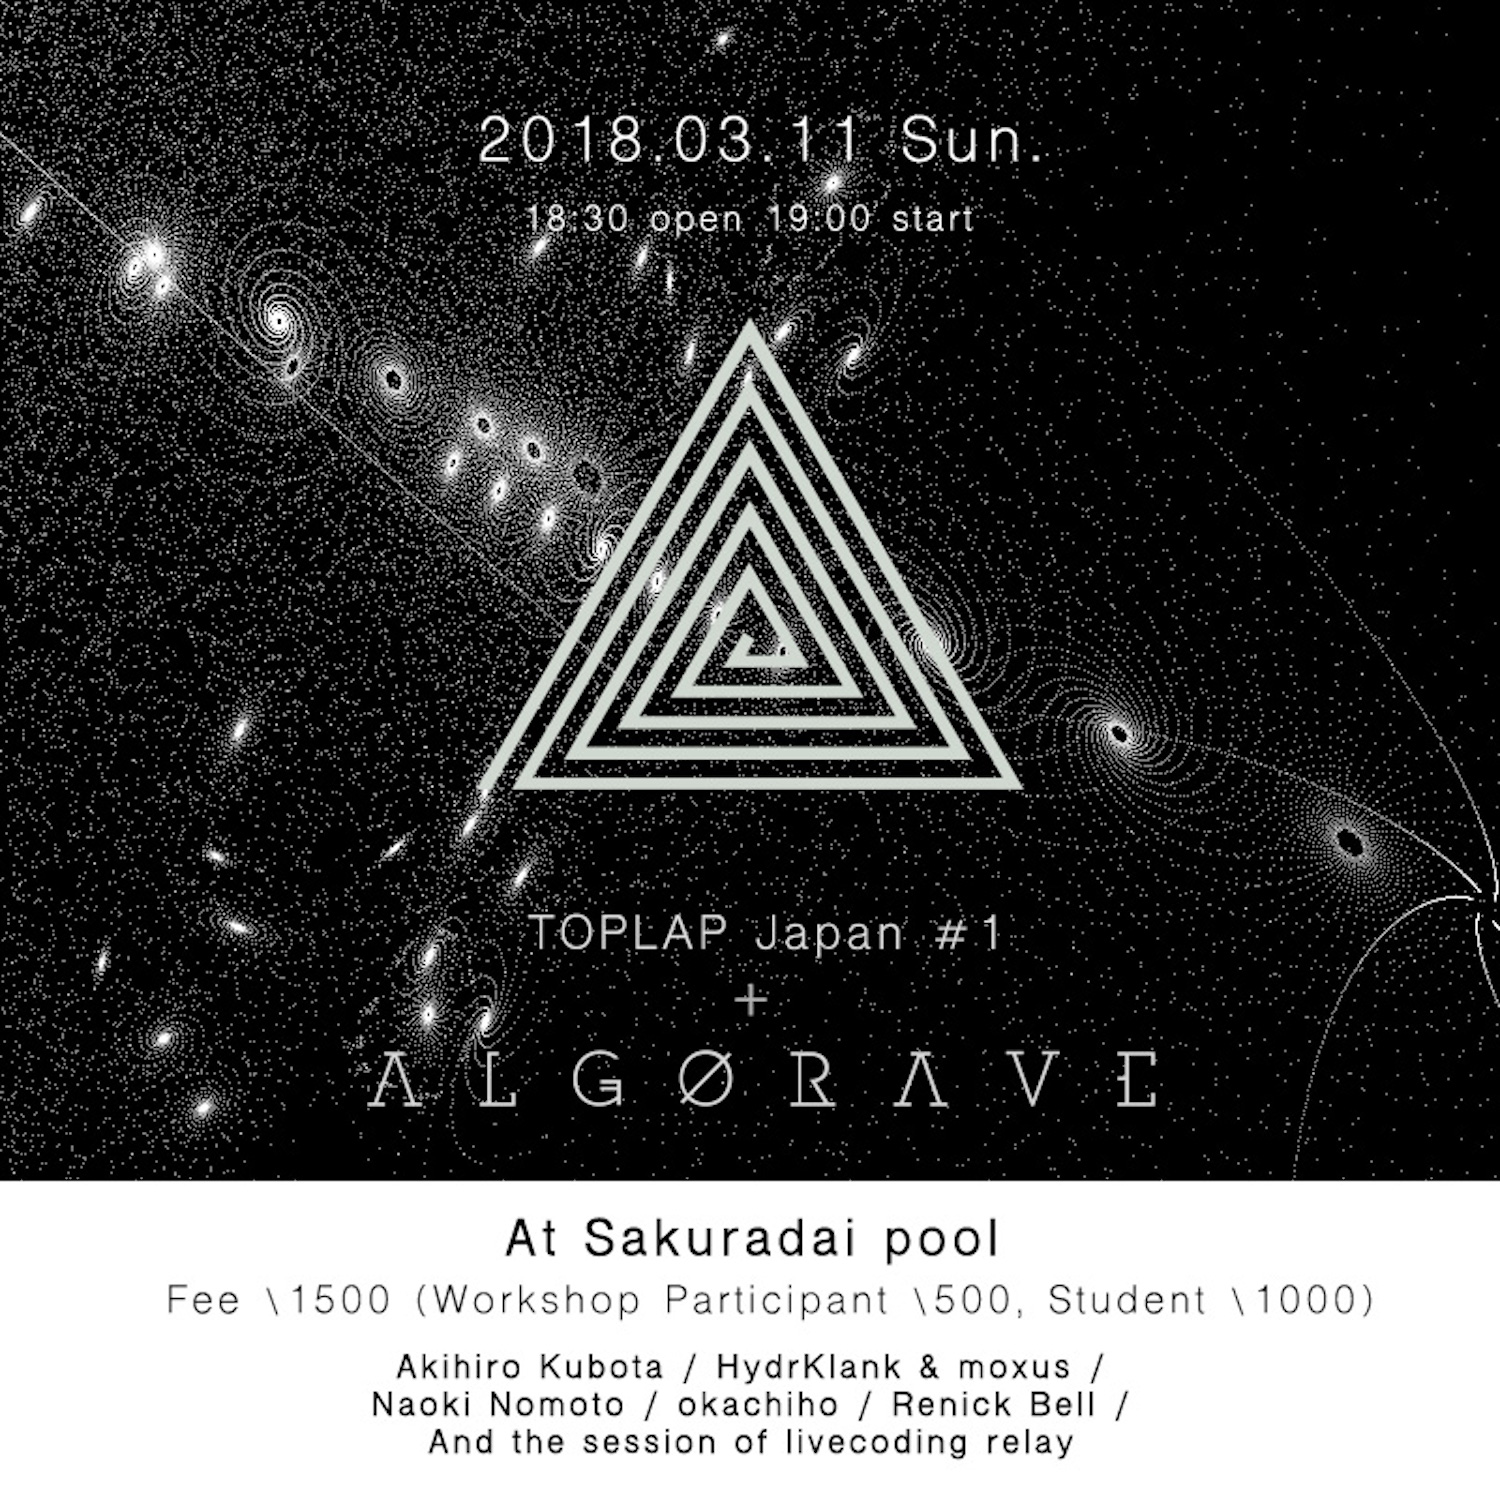 2018.03.11 Sun.
18:30 open 19:00 start
TOPLAP Japan #1
+
ALGØRΛVE
At Sakuradai pool
Fee \1500 (Workshop Participant \500, Student \1000)
Akihiro Kubota / HydrKlank & moxus /
Naoki Nomoto / okachiho / Renick Bell /
And the session of livecoding relay